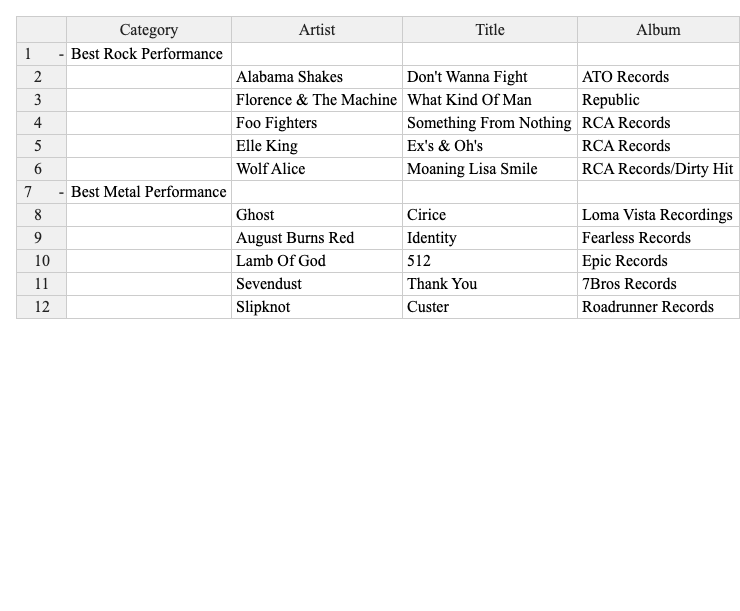 Category Artist Title Album
1 - Best Rock Performance
2 Alabama Shakes Don't Wanna Fight ATO Records
3 Florence & The Machine What Kind Of Man Republic
4 Foo Fighters Something From Nothing RCA Records
5 Elle King Ex's & Oh's RCA Records
6 Wolf Alice Moaning Lisa Smile RCA Records/Dirty Hit
7 - Best Metal Performance
8 Ghost Cirice Loma Vista Recordings
9 August Burns Red Identity Fearless Records
10 Lamb Of God 512 Epic Records
11 Sevendust Thank You 7Bros Records
12 Slipknot Custer Roadrunner Records